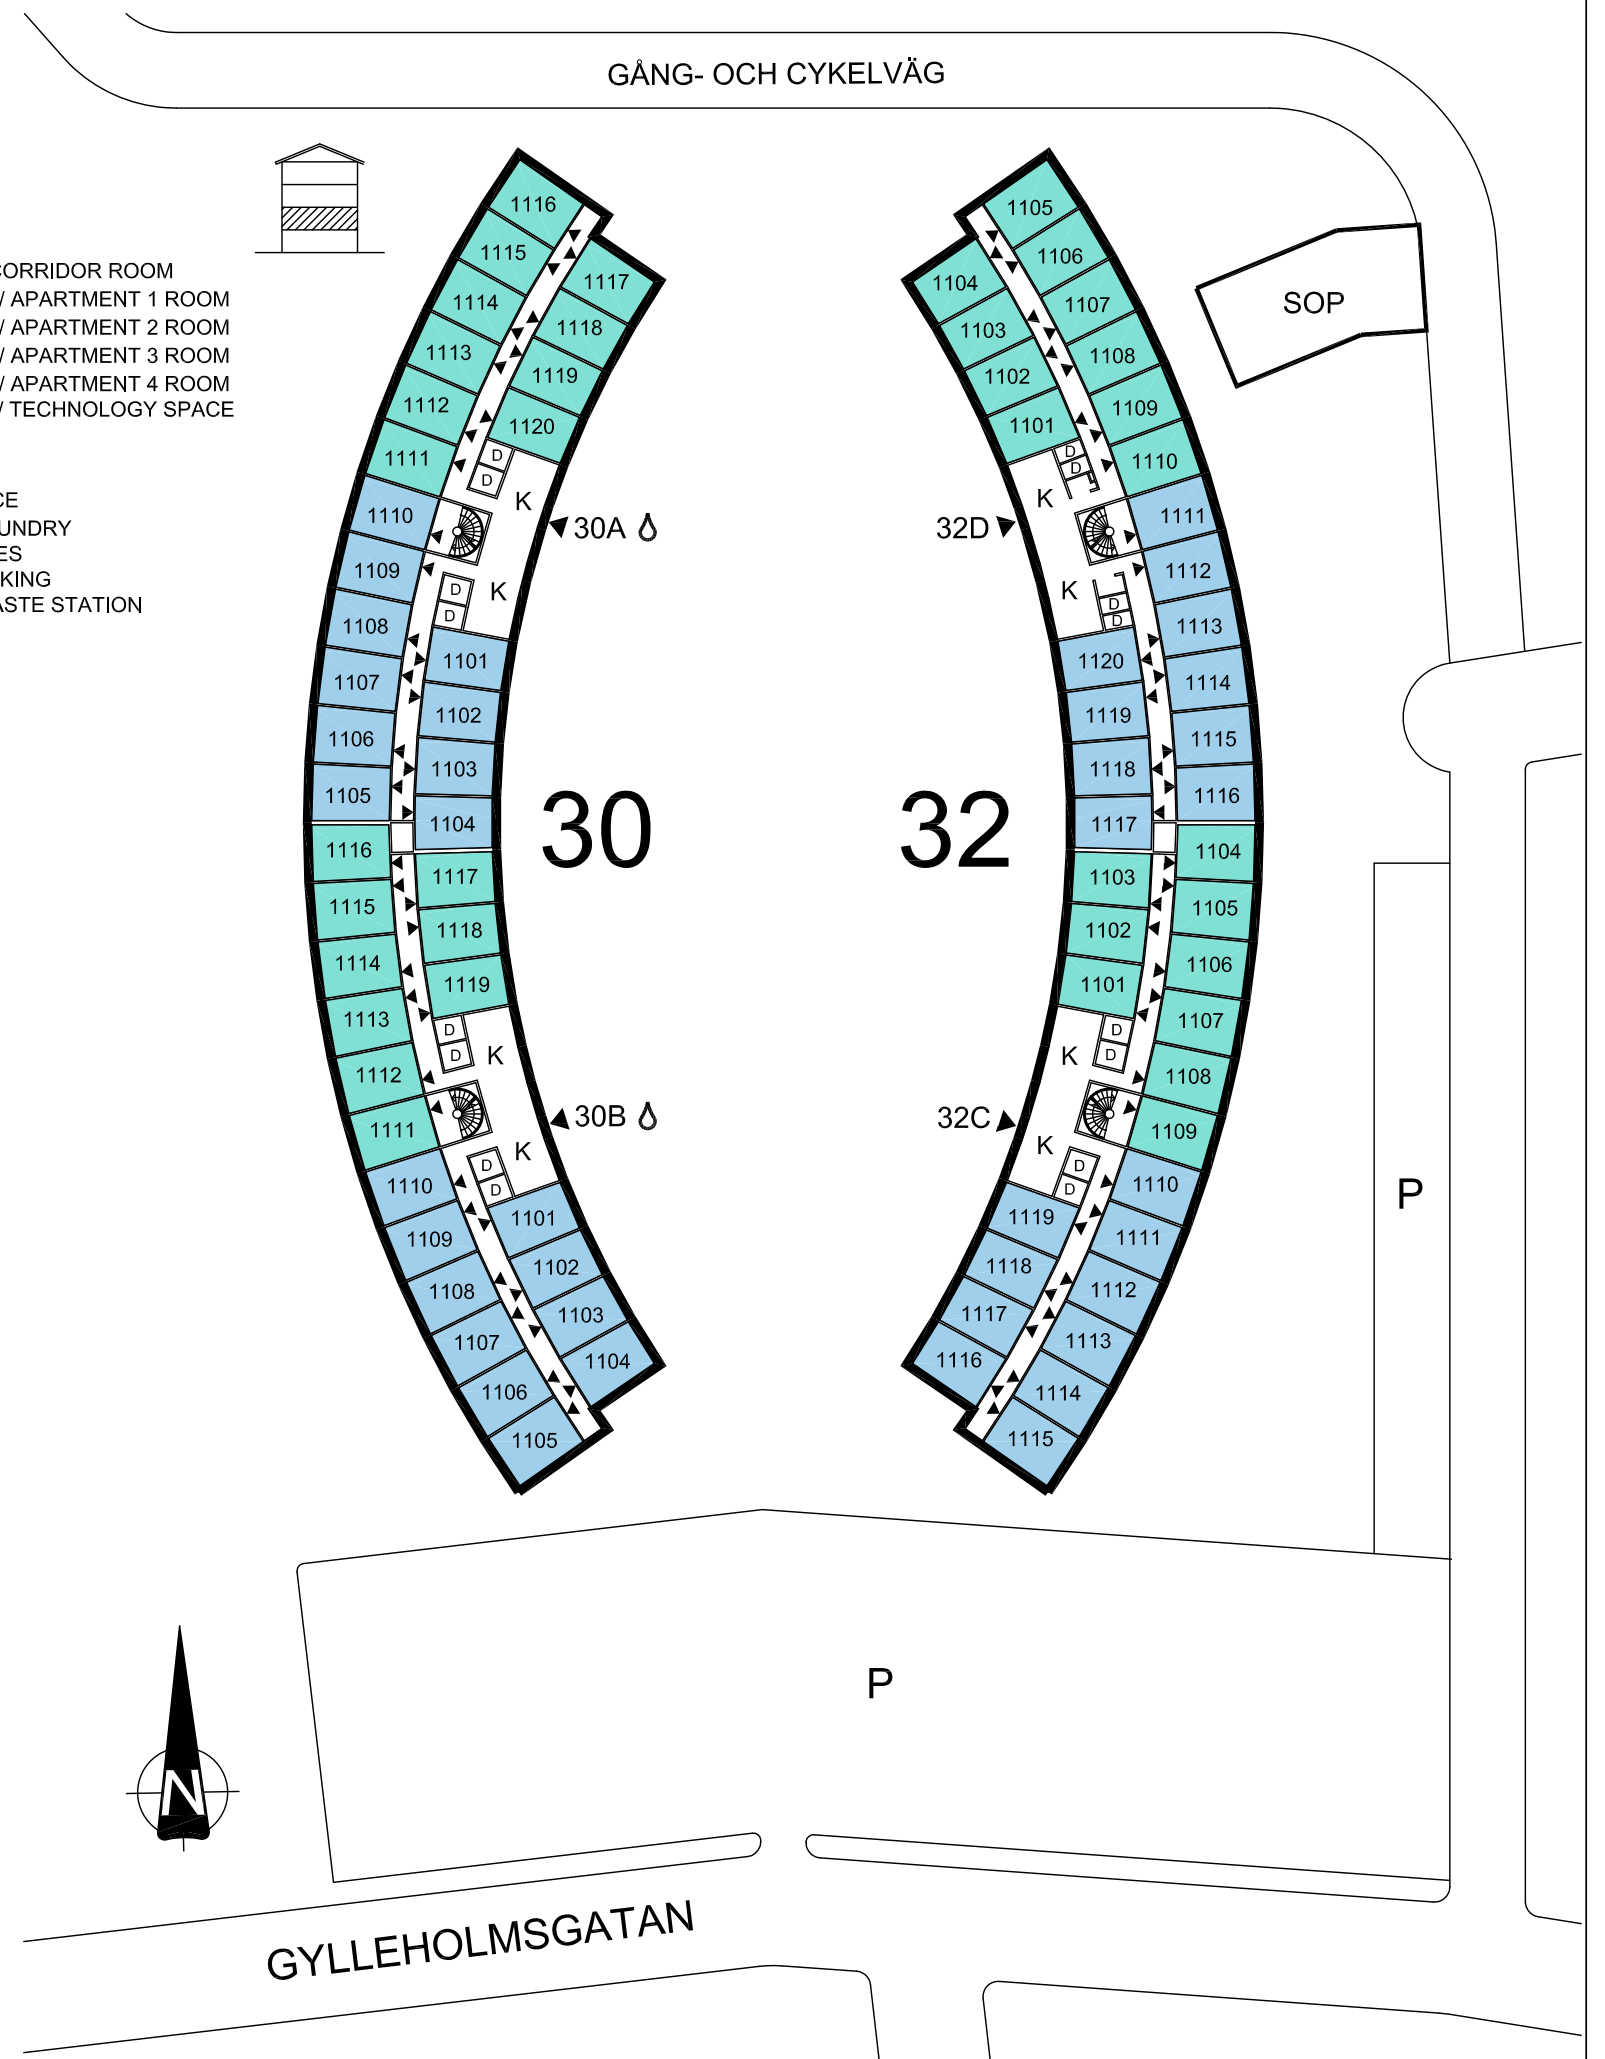 GÅNG- OCH CYKELVÄG
CORRIDOR ROOM
/ APARTMENT 1 ROOM
/ APARTMENT 2 ROOM
/ APARTMENT 3 ROOM
/ APARTMENT 4 ROOM
/ TECHNOLOGY SPACE
CE
UNDRY
ES
KING
ASTE STATION
1116
1115
1114
1113
1112
1111
1117
1118
1119
1120
D
D
K
1110
1109
1108
1107
1106
1105
30A
D
D
K
1101
1102
1103
1104
30
1116
1115
1114
1113
1112
1111
1117
1118
1119
D
D
K
30B
K
D
D
1110
1109
1108
1107
1106
1105
1101
1102
1103
1104
1105
1106
1107
1108
1109
1110
1104
1103
1102
1101
D
D
K
32D
K
D
D
1111
1112
1113
1114
1115
1116
1120
1119
1118
1117
32
1104
1105
1106
1107
1108
1109
1103
1102
1101
D
D
K
32C
K
D
D
1110
1111
1112
1113
1114
1115
1119
1118
1117
1116
SOP
P
P
N
GYLLEHOLMSGATAN